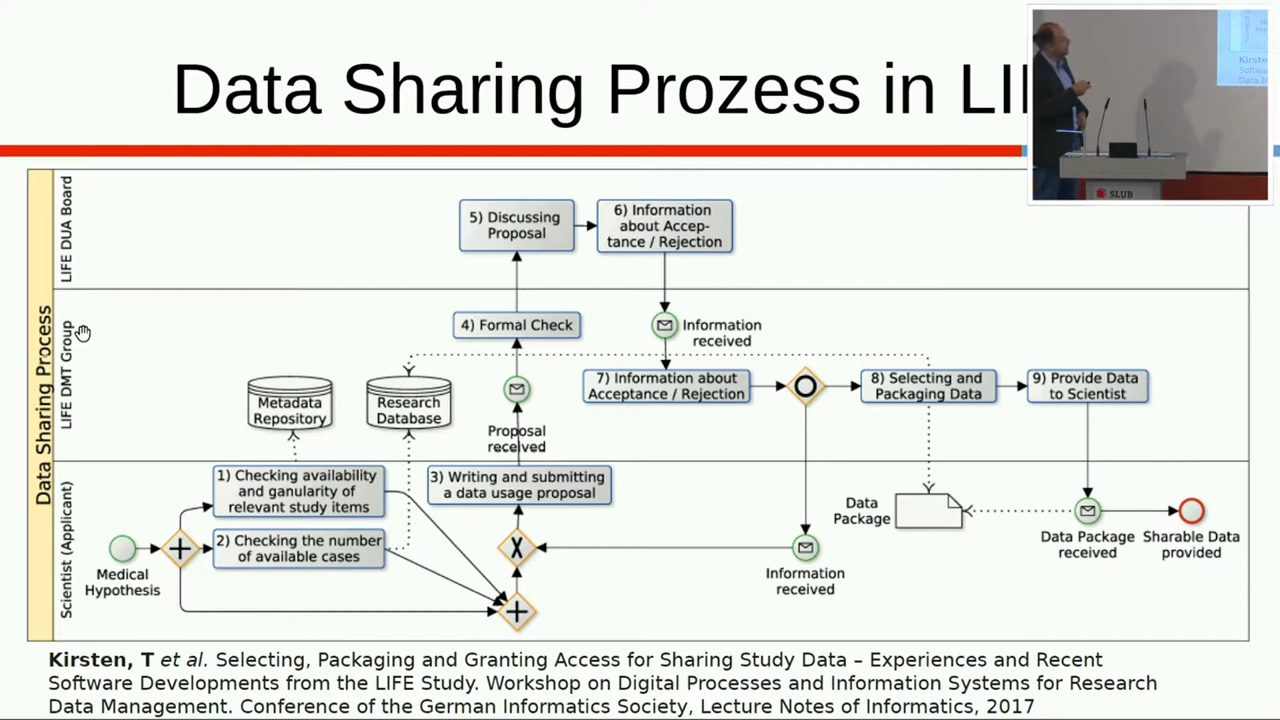 Data Sharing Prozess in LI
Data Sharing Process
LIFE DUA Board
5) Discussing
Proposal
6) Information
about Accep-
tance / Rejection
LIFE DMT Group
4) Formal Check
Information
received
Metadata
Repository
Research
Database
Proposal
received
7) Information about
Acceptance / Rejection
8) Selecting and
Packaging Data
9) Provide Data
to Scientist
Scientist (Applicant)
Medical
Hypothesis
1) Checking availability
and ganularity of
relevant study items
2) Checking the number
of available cases
3) Writing and submitting
a data usage proposal
Information
received
Data
Package
Data Package
received
Sharable Data
provided
Kirsten, T et al. Selecting, Packaging and Granting Access for Sharing Study Data – Experiences and Recent
Software Developments from the LIFE Study. Workshop on Digital Processes and Information Systems for Research
Data Management. Conference of the German Informatics Society, Lecture Notes of Informatics, 2017
Kirste
SLUB